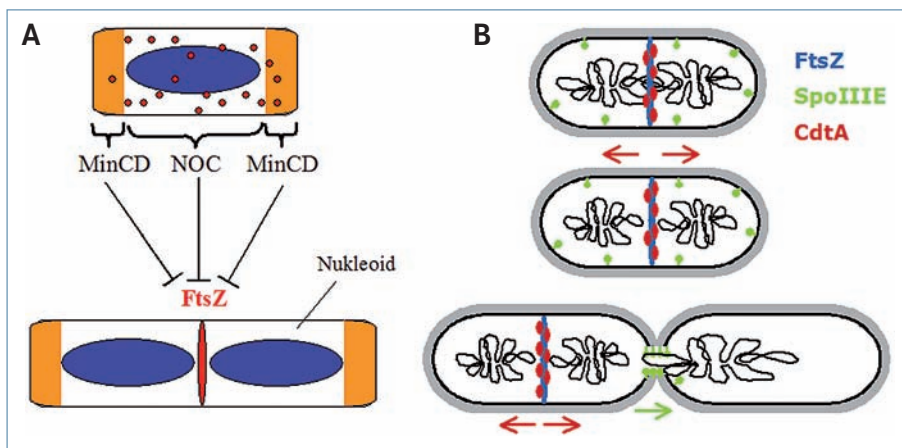 A
MinCD NOC MinCD
Nukleoid
FtsZ
B
FtsZ
SpoIIIE
CdtA